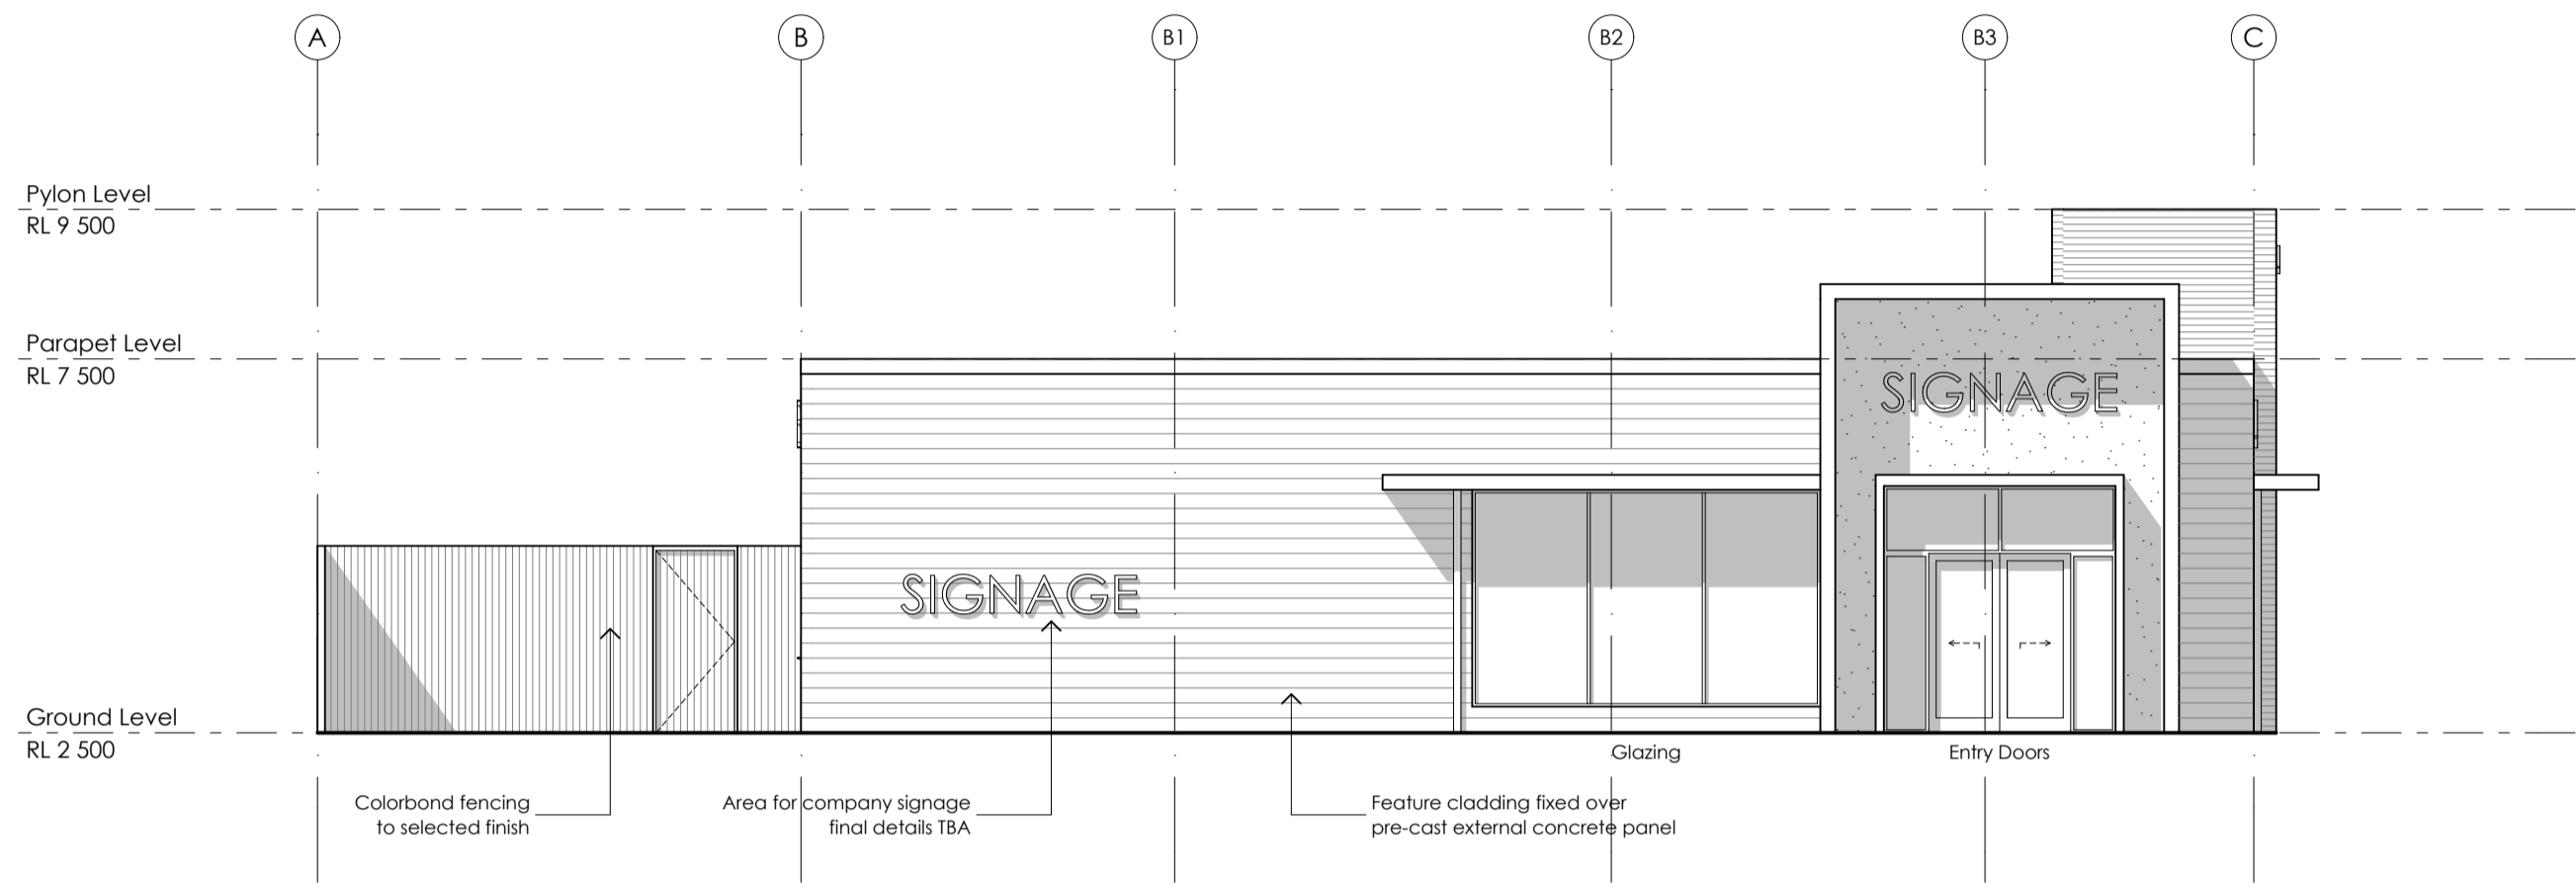 A
B
B1
B2
B3
C
Pylon Level
RL 9 500
Parapet Level
RL 7 500
SIGNAGE
SIGNAGE
Ground Level
RL 2 500
Glazing
Entry Doors
Colorbond fencing
to selected finish
Area for company signage
final details TBA
Feature cladding fixed over
pre-cast external concrete panel